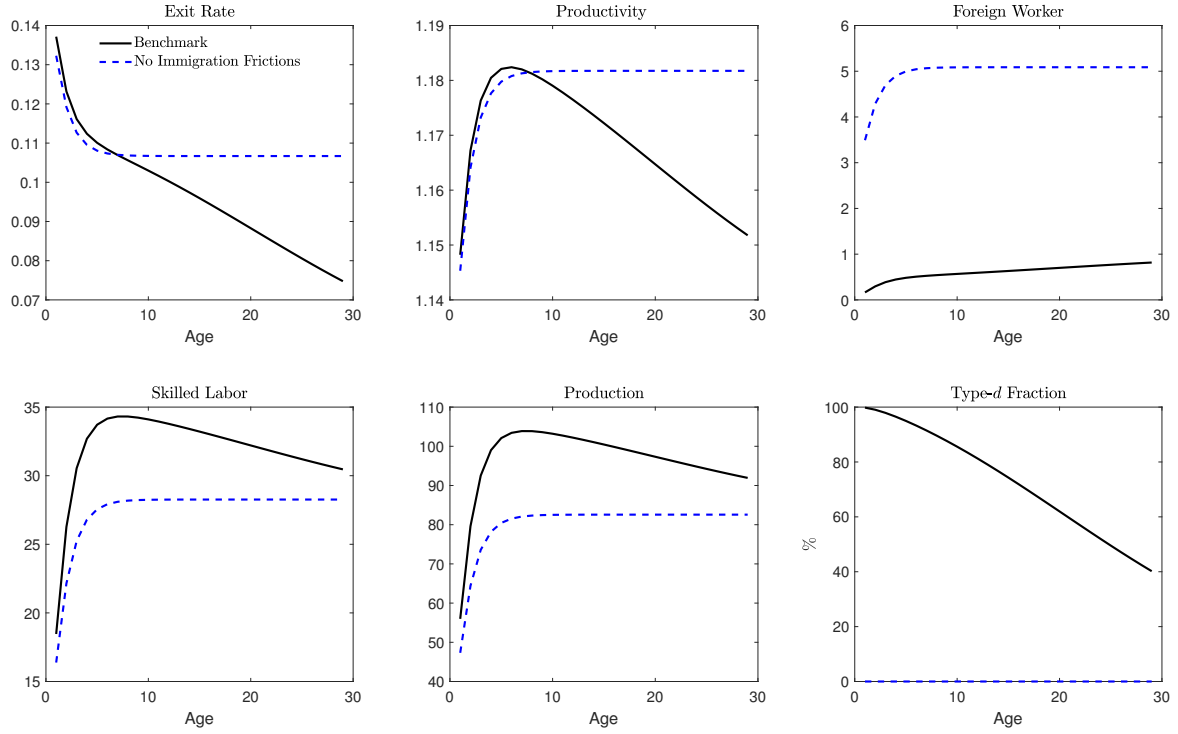 Exit Rate
0.14
0.13
0.12
0.11
0.1
0.09
0.08
0.07
0 10 20 30
Age
Benchmark
No Immigration Frictions
Productivity
1.19
1.18
1.17
1.16
1.15
1.14
0 10 20 30
Age
Foreign Worker
6
5
4
3
2
1
0
0 10 20 30
Age
Skilled Labor
35
30
25
20
15
0 10 20 30
Age
Production
110
100
90
80
70
60
50
40
0 10 20 30
Age
Type-d Fraction
%
100
80
60
40
20
0
0 10 20 30
Age